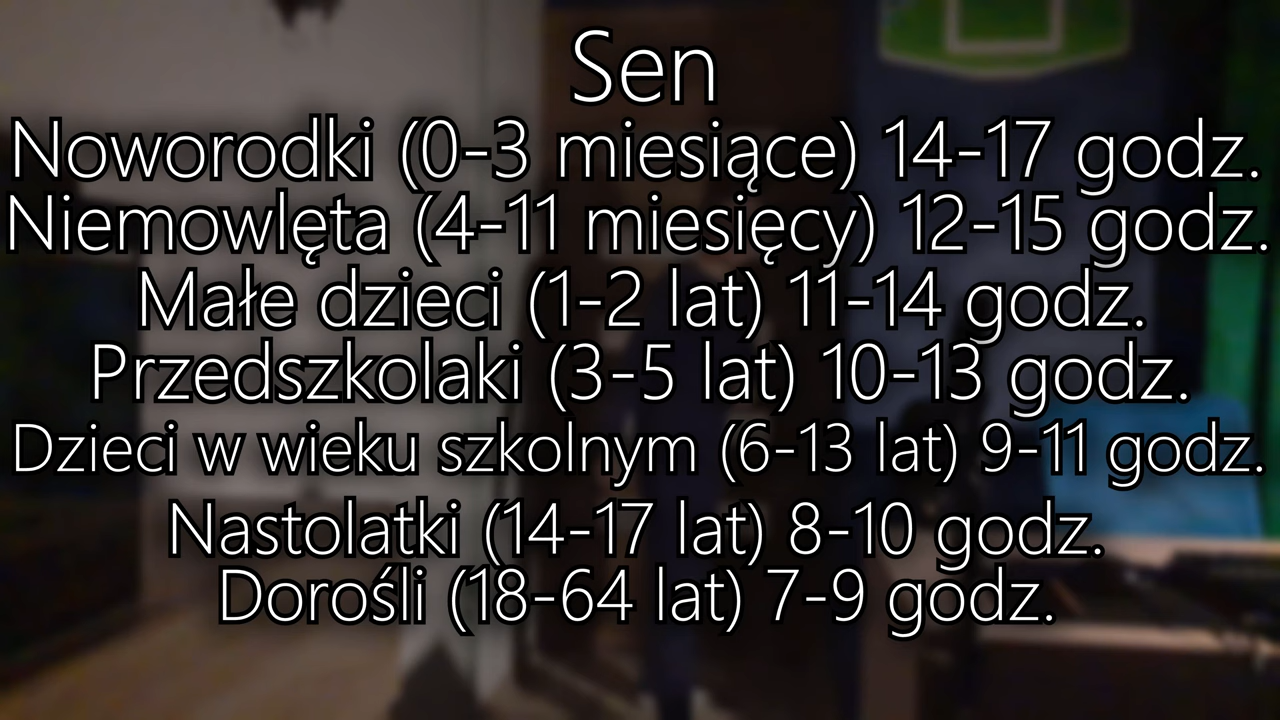 Sen
Noworodki (0-3 miesiące) 14-17 godz.
Niemowlęta (4-11 miesięcy) 12-15 godz.
Małe dzieci (1-2 lat) 11-14 godz.
Przedszkolaki (3-5 lat) 10-13 godz.
Dzieci w wieku szkolnym (6-13 lat) 9-11 godz.
Nastolatki (14-17 lat) 8-10 godz.
Dorośli (18-64 lat) 7-9 godz.